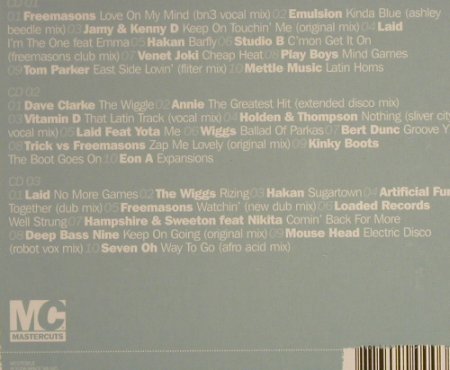 CD 01
01 Freemasons Love On My Mind (bn3 vocal mix) 02 Emulsion Kinda Blue (ashley
beedle mix) 03 Jamy & Kenny D Keep On Touchin' Me (original mix) 04 Laid
I'm The One feat Emma 05 Hakan Barfly 06 Studio B C'mon Get It On
(freemasons club mix) 07 Venet Joki Cheap Heat 08 Play Boys Mind Games
09 Tom Parker East Side Lovin' (fliter mix) 10 Mettle Music Latin Horns
CD 02
01 Dave Clarke The Wiggle 02 Annie The Greatest Hit (extended disco mix)
03 Vitamin D That Latin Track (vocal mix) 04 Holden & Thompson Nothing (sliver city
vocal mix) 05 Laid Feat Yota Me 06 Wiggs Ballad Of Parkas 07 Bert Dunc Groove Y
08 Trick vs Freemasons Zap Me Lovely (original mix) 09 Kinky Boots
The Boot Goes On 10 Eon A Expansions
CD 03
01 Laid No More Games 02 The Wiggs Rizing 03 Hakan Sugartown 04 Artificial Fun
Together (dub mix) 05 Freemasons Watchin' (new dub mix) 06 Loaded Records
Well Strung 07 Hampshire & Sweeton feat Nikita Comin' Back For More
08 Deep Bass Nine Keep On Going (original mix) 09 Mouse Head Electric Disco
(robot vox mix) 10 Seven Oh Way To Go (afro acid mix)
MC
MASTERCUTS